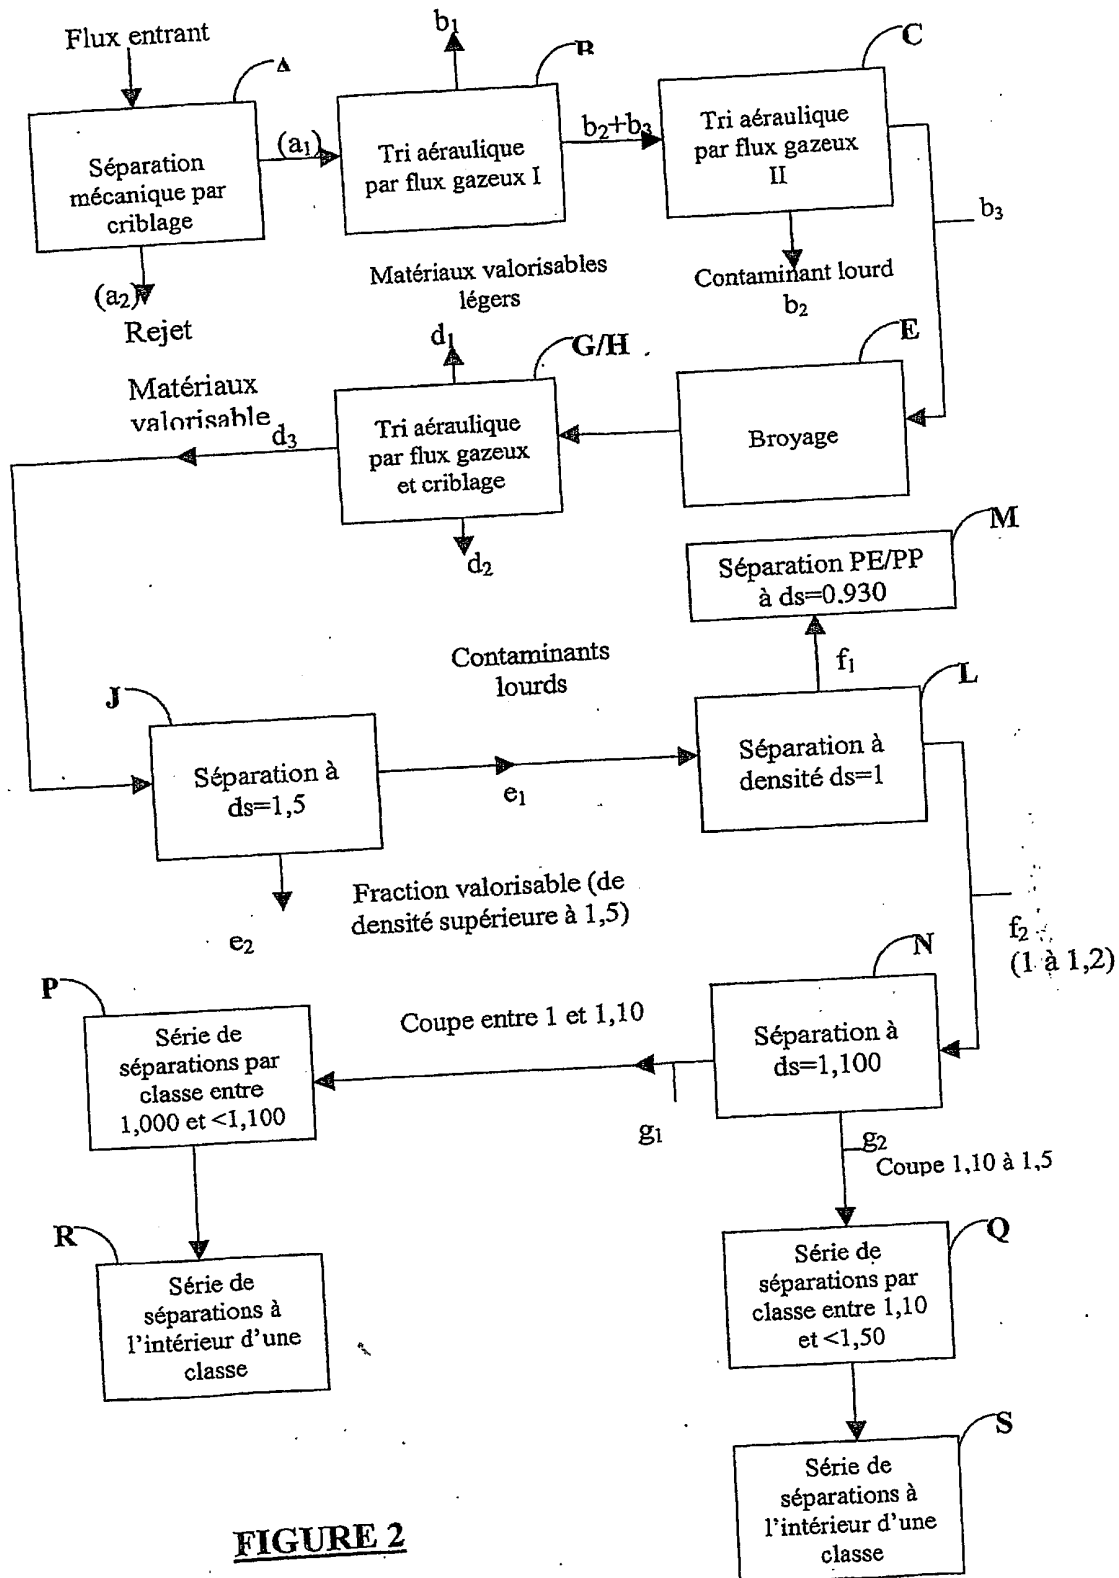 Flux entrant
A
Séparation
mécanique par
criblage
(a₁)
(a₂)
Rejet
b₁
B
Tri aéraulique
par flux gazeux I
b₂+b₃
C
Tri aéraulique
par flux gazeux
II
b₃
Contaminant lourd
b₂
Matériaux valorisables
légers
E
Broyage
G/H
d₁
Tri aéraulique
par flux gazeux
et criblage
d₂
Matériaux
valorisable
d₃
M
Séparation PE/PP
à ds=0.930
f₁
Contaminants
lourds
J
Séparation à
ds=1,5
e₁
L
Séparation à
densité ds=1
e₂
Fraction valorisable (de
densité supérieure à 1,5)
f₂
(1 à 1,2)
N
Séparation à
ds=1,100
Coupe entre 1 et 1,10
g₁
P
Série de
séparations par
classe entre
1,000 et <1,100
g₂
Coupe 1,10 à 1,5
R
Série de
séparations à
l'intérieur d'une
classe
Q
Série de
séparations par
classe entre 1,10
et <1,50
S
Série de
séparations à
l'intérieur d'une
classe
FIGURE 2